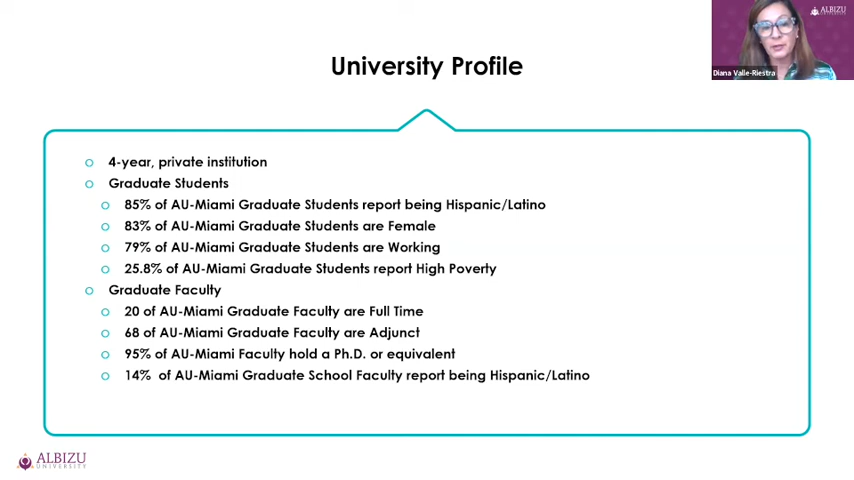 ALBIZU
UNIVERSITY
Diana Valle-Riestra
University Profile
4-year, private institution
Graduate Students
85% of AU-Miami Graduate Students report being Hispanic/Latino
83% of AU-Miami Graduate Students are Female
79% of AU-Miami Graduate Students are Working
25.8% of AU-Miami Graduate Students report High Poverty
Graduate Faculty
20 of AU-Miami Graduate Faculty are Full Time
68 of AU-Miami Graduate Faculty are Adjunct
95% of AU-Miami Faculty hold a Ph.D. or equivalent
14% of AU-Miami Graduate School Faculty report being Hispanic/Latino
ALBIZU
UNIVERSITY